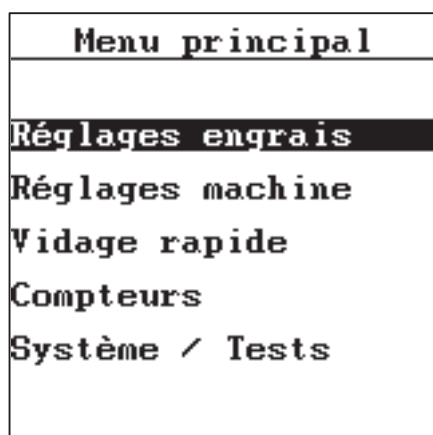 Menu principal
Réglages engrais
Réglages machine
Vidage rapide
Compteurs
Système / Tests